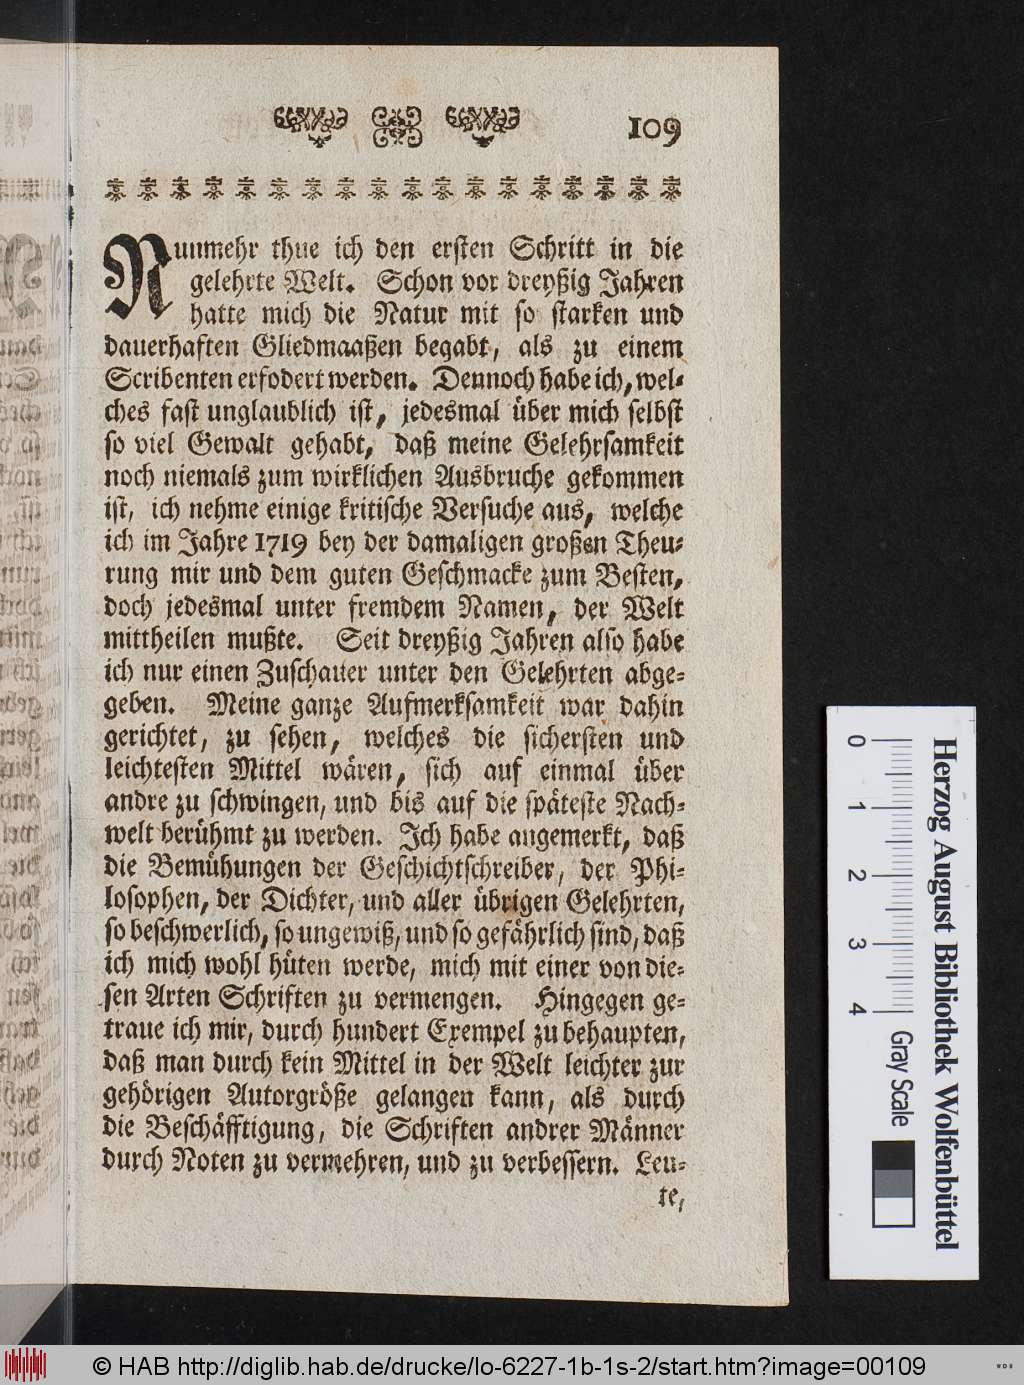 109
Nunmehr thue ich den ersten Schritt in die
gelehrte Welt. Schon vor dreyßig Jahren
hatte mich die Natur mit so starken und
dauerhaften Gliedmaaßen begabt, als zu einem
Scribenten erfodert werden. Dennoch habe ich, wel-
ches fast unglaublich ist, jedesmal über mich selbst
so viel Gewalt gehabt, daß meine Gelehrsamkeit
noch niemals zum wirklichen Ausbruche gekommen
ist, ich nehme einige kritische Versuche aus, welche
ich im Jahre 1719 bey der damaligen großen Theu-
rung mir und dem guten Geschmacke zum Besten,
doch jedesmal unter fremdem Namen, der Welt
mittheilen mußte. Seit dreyßig Jahren also habe
ich nur einen Zuschauer unter den Gelehrten abge-
geben. Meine ganze Aufmerksamkeit war dahin
gerichtet, zu sehen, welches die sichersten und
leichtesten Mittel wären, sich auf einmal über
andre zu schwingen, und bis auf die späteste Nach-
welt berühmt zu werden. Ich habe angemerkt, daß
die Bemühungen der Geschichtschreiber, der Phi-
losophen, der Dichter, und aller übrigen Gelehrten,
so beschwerlich, so ungewiß, und so gefährlich sind, daß
ich mich wohl hüten werde, mich mit einer von die-
sen Arten Schriften zu vermengen. Hingegen ge-
traue ich mir, durch hundert Exempel zu behaupten,
daß man durch kein Mittel in der Welt leichter zur
gehörigen Autorgröße gelangen kann, als durch
die Beschäfftigung, die Schriften andrer Männer
durch Noten zu vermehren, und zu verbessern. Leu-
te,
0 1 2 3 4
Gray Scale
Herzog August Bibliothek Wolfenbüttel
© HAB http://diglib.hab.de/drucke/lo-6227-1b-1s-2/start.htm?image=00109